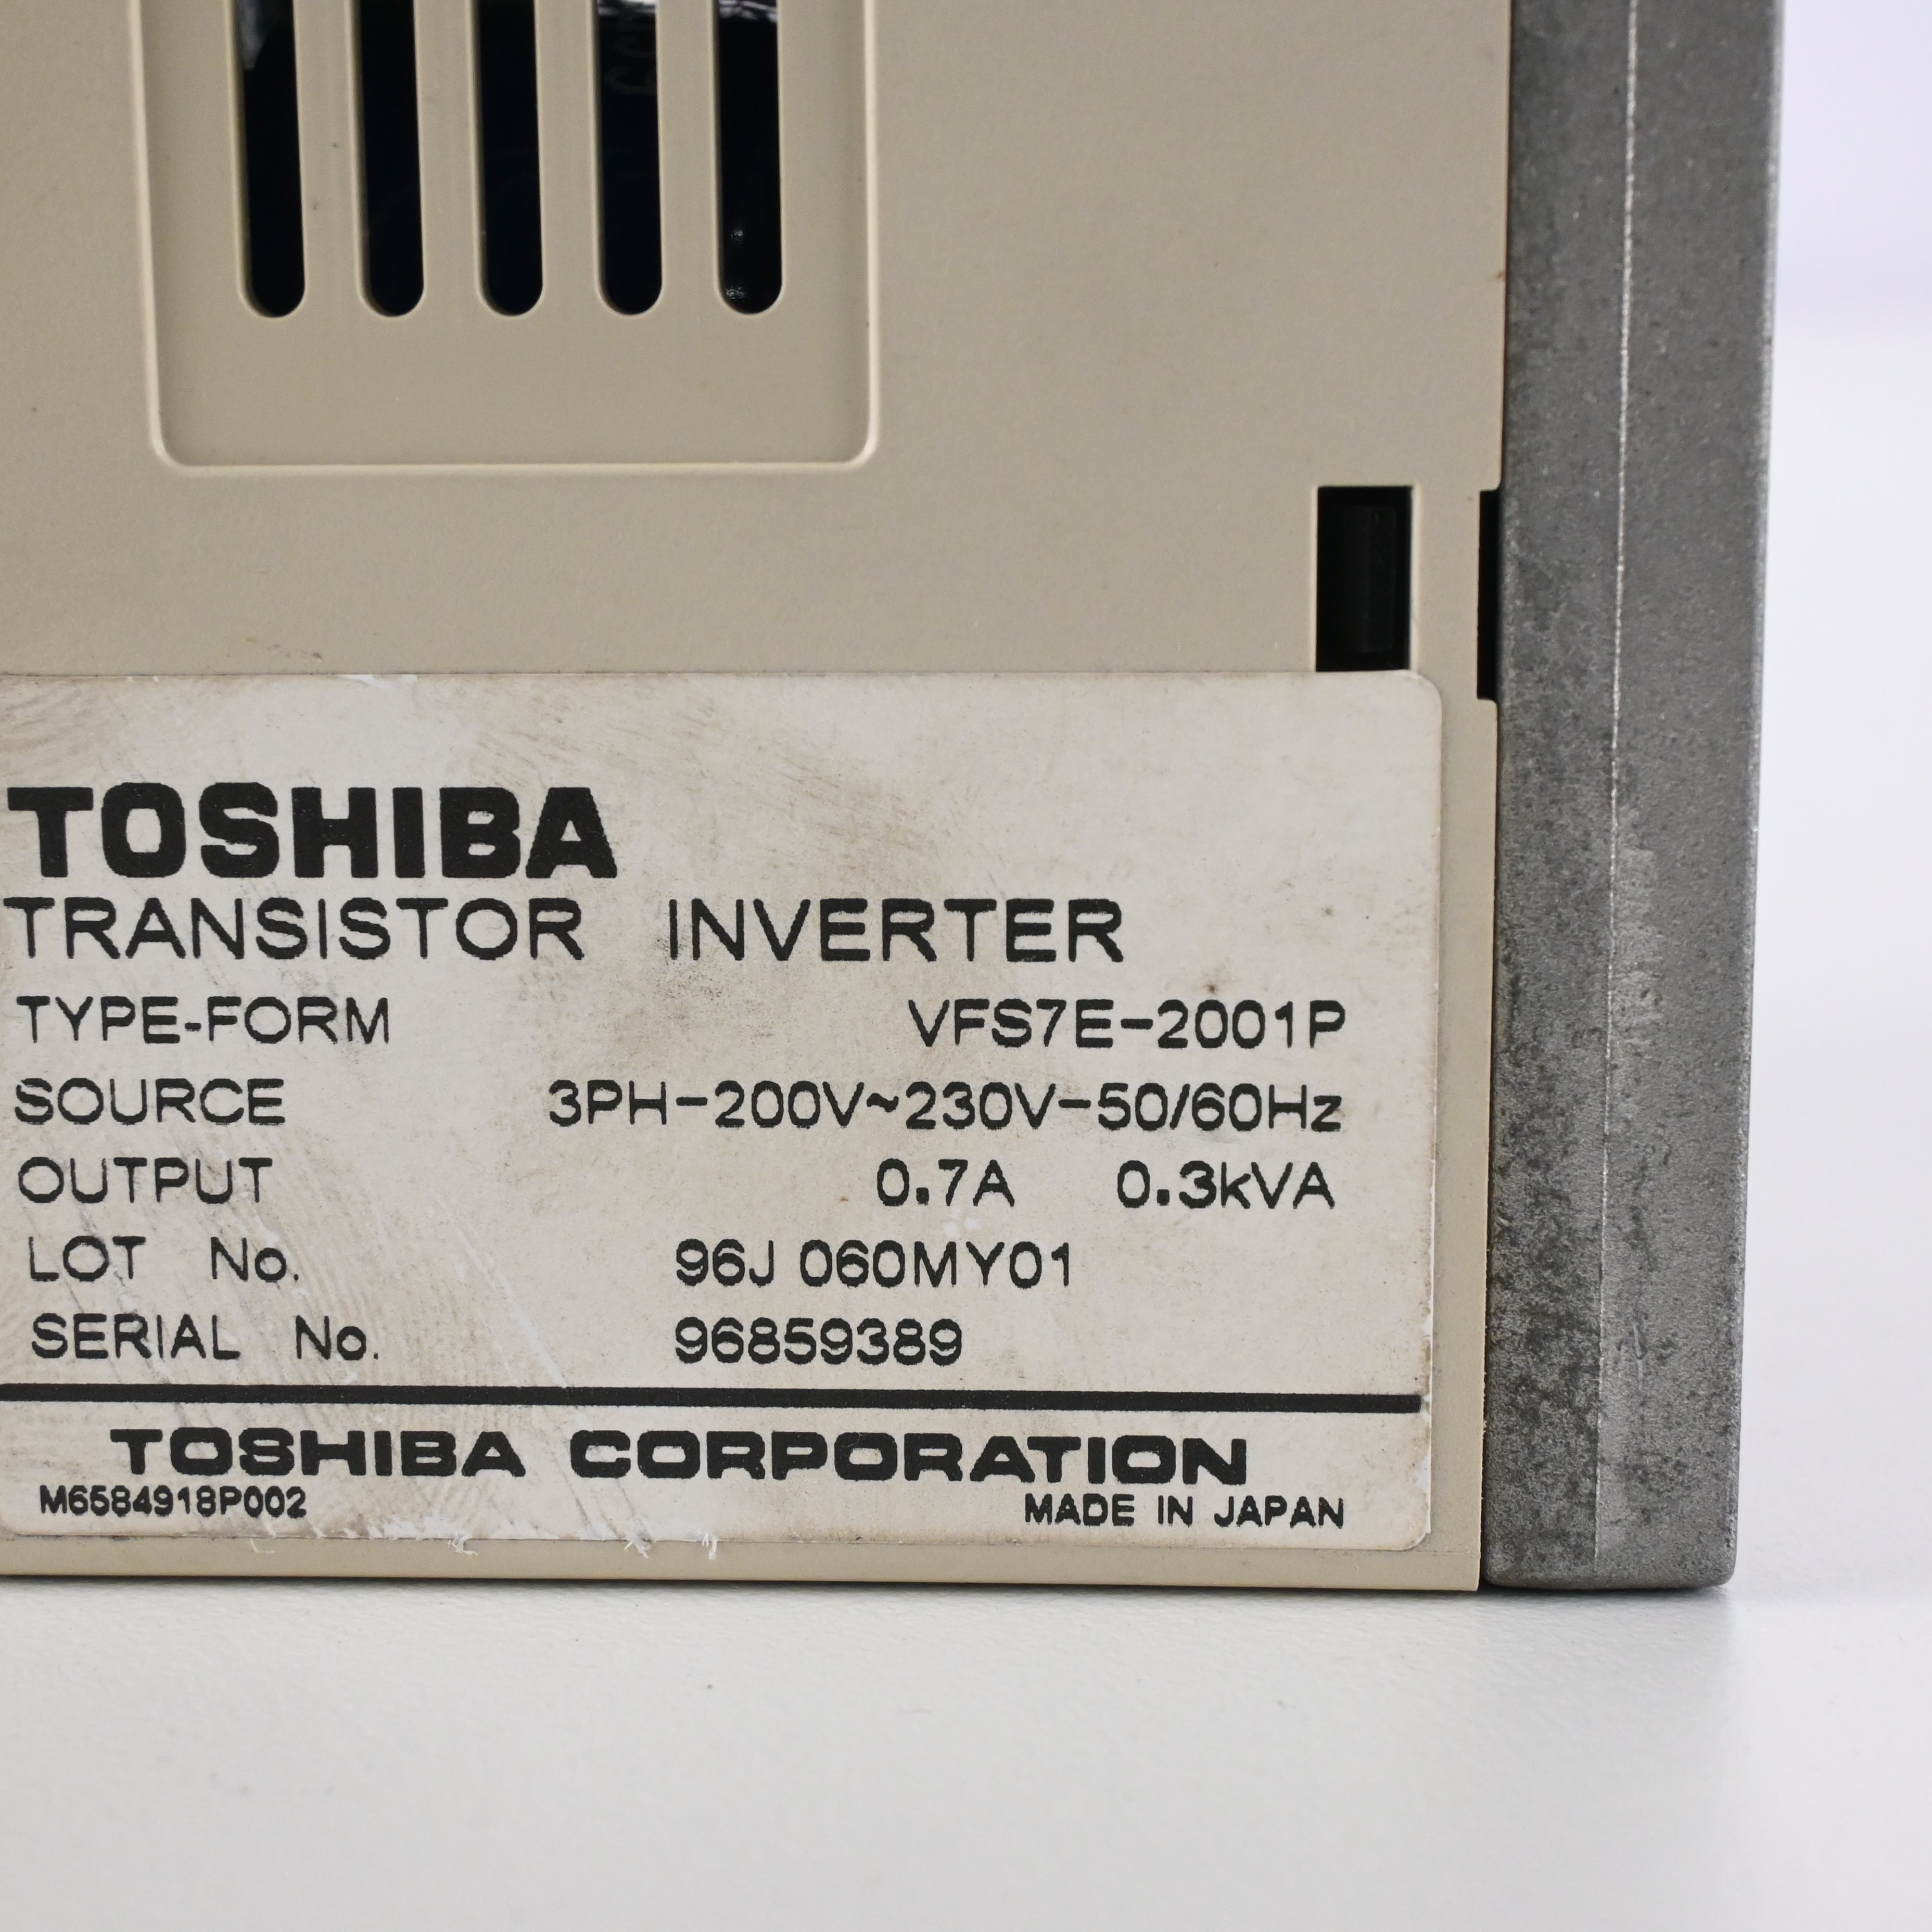 TOSHIBA
TRANSISTOR INVERTER
TYPE-FORM VFS7E-2001P
SOURCE 3PH-200V~230V-50/60Hz
OUTPUT 0.7A 0.3kVA
LOT No. 96J 060MY01
SERIAL No. 96859389
TOSHIBA CORPORATION
M6584918P002 MADE IN JAPAN